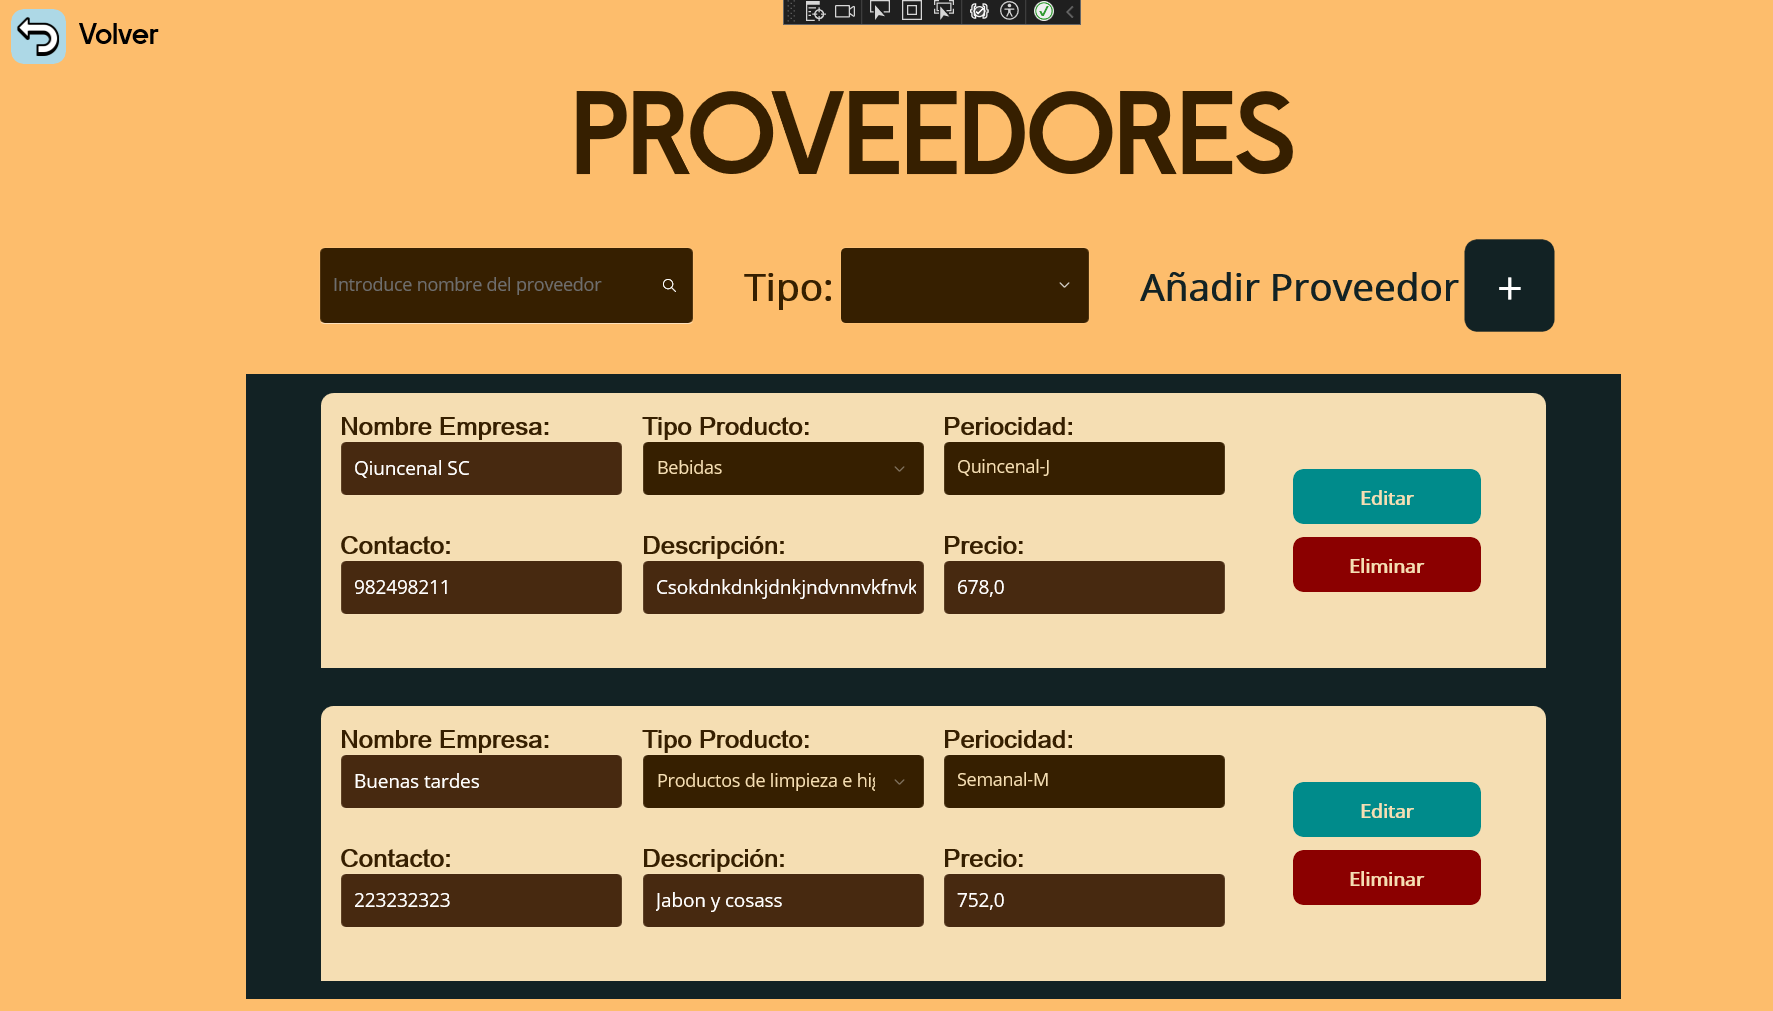 Volver
PROVEEDORES
Introduce nombre del proveedor
Tipo:
Añadir Proveedor +
Nombre Empresa: Tipo Producto: Periocidad:
Qiuncenal SC Bebidas Quincenal-J
Editar
Contacto: Descripción: Precio:
Eliminar
982498211 Csokdnkdnkjdnkjndvnnvkfnvk 678,0
Nombre Empresa: Tipo Producto: Periocidad:
Buenas tardes Productos de limpieza e hig Semanal-M
Editar
Contacto: Descripción: Precio:
Eliminar
223232323 Jabon y cosass 752,0